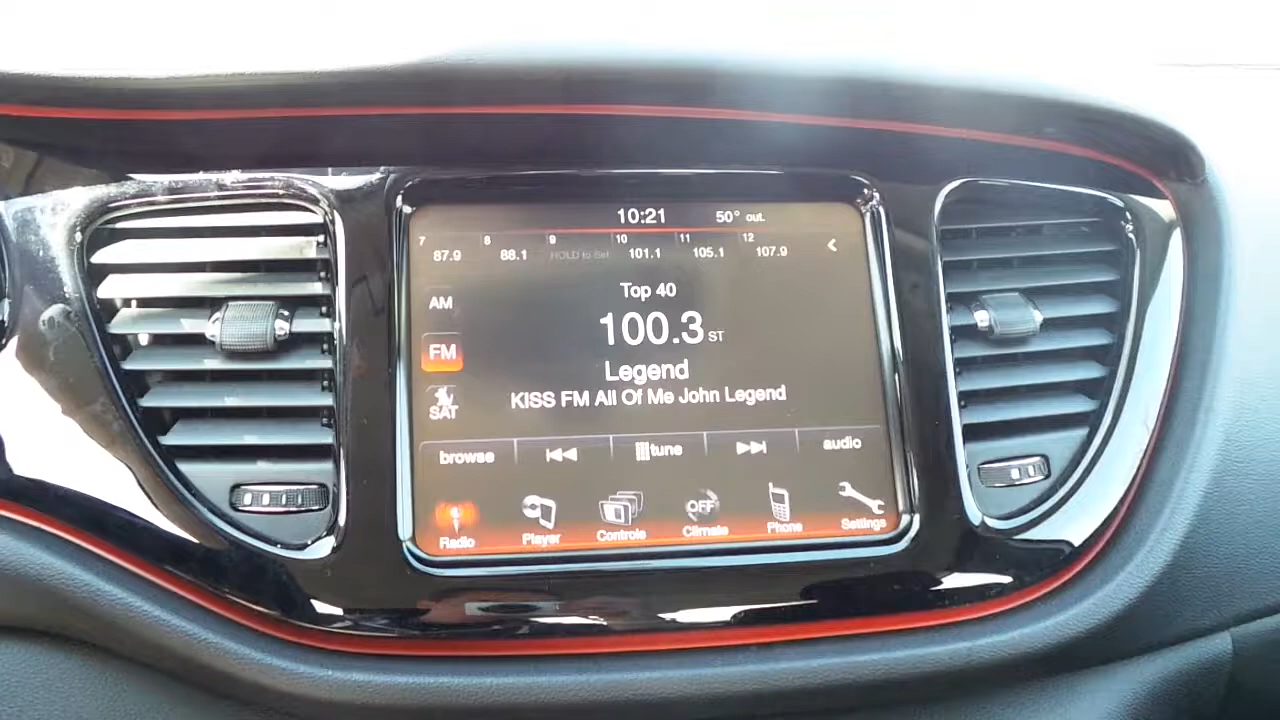 10:21 50° out.
7 8 9 10 11 12
87.9 88.1 HOLD to Set 101.1 105.1 107.9
Top 40
AM
100.3 ST
FM
Legend
KISS FM All Of Me John Legend
SAT
browse tune audio
OFF
Radio Player Controls Climate Phone Settings